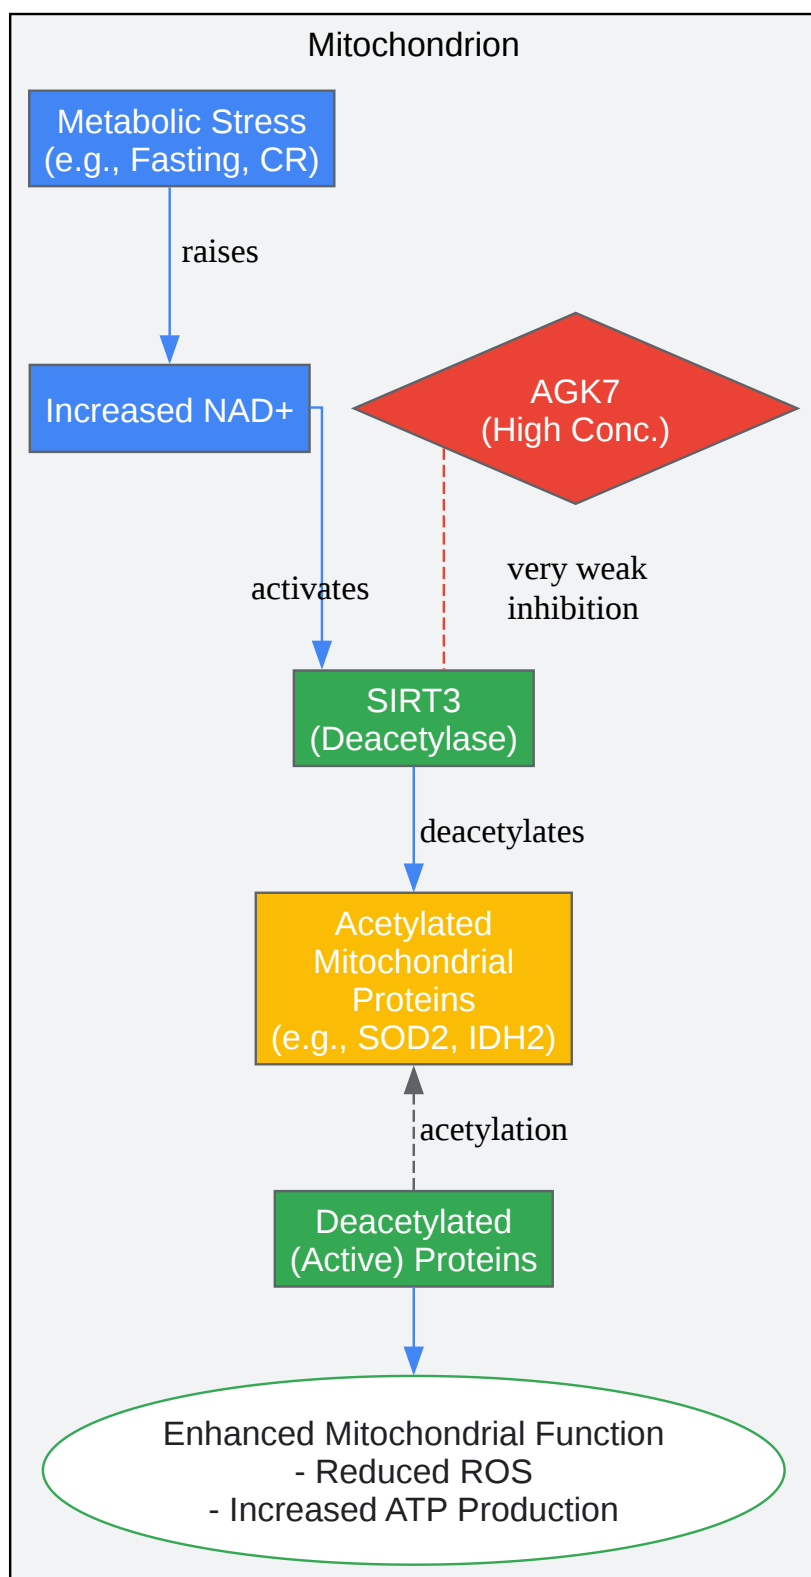 Mitochondrion
Metabolic Stress
(e.g., Fasting, CR)
raises
Increased NAD+
AGK7
(High Conc.)
activates
very weak
inhibition
SIRT3
(Deacetylase)
deacetylates
Acetylated
Mitochondrial
Proteins
(e.g., SOD2, IDH2)
acetylation
Deacetylated
(Active) Proteins
Enhanced Mitochondrial Function
- Reduced ROS
- Increased ATP Production